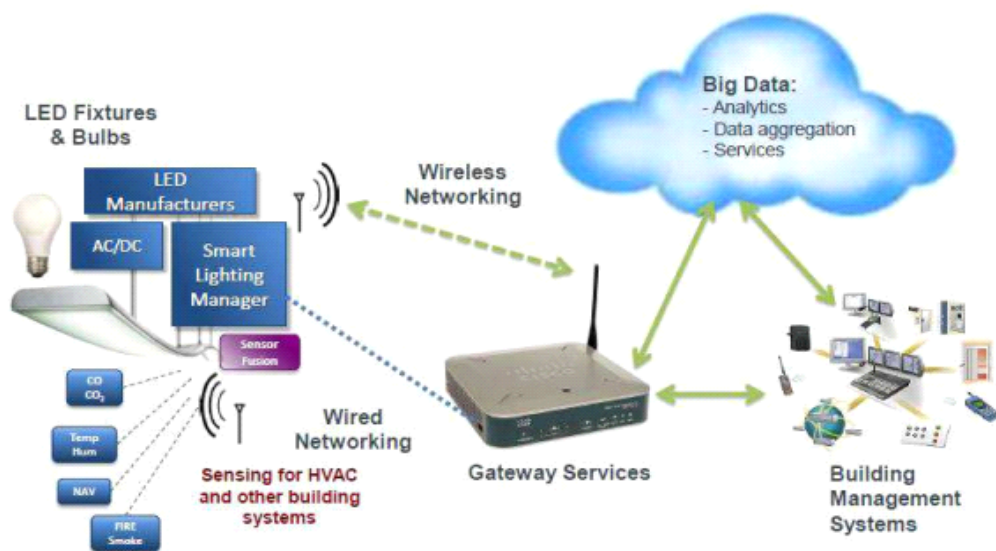 LED Fixtures
& Bulbs
LED
Manufacturers
AC/DC
Smart
Lighting
Manager
Sensor
Fusion
CO
CO₂
Temp
Hum
NAV
FIRE
Smoke
Wired
Networking
Sensing for HVAC
and other building
systems
Wireless
Networking
Gateway Services
Big Data:
- Analytics
- Data aggregation
- Services
Building
Management
Systems